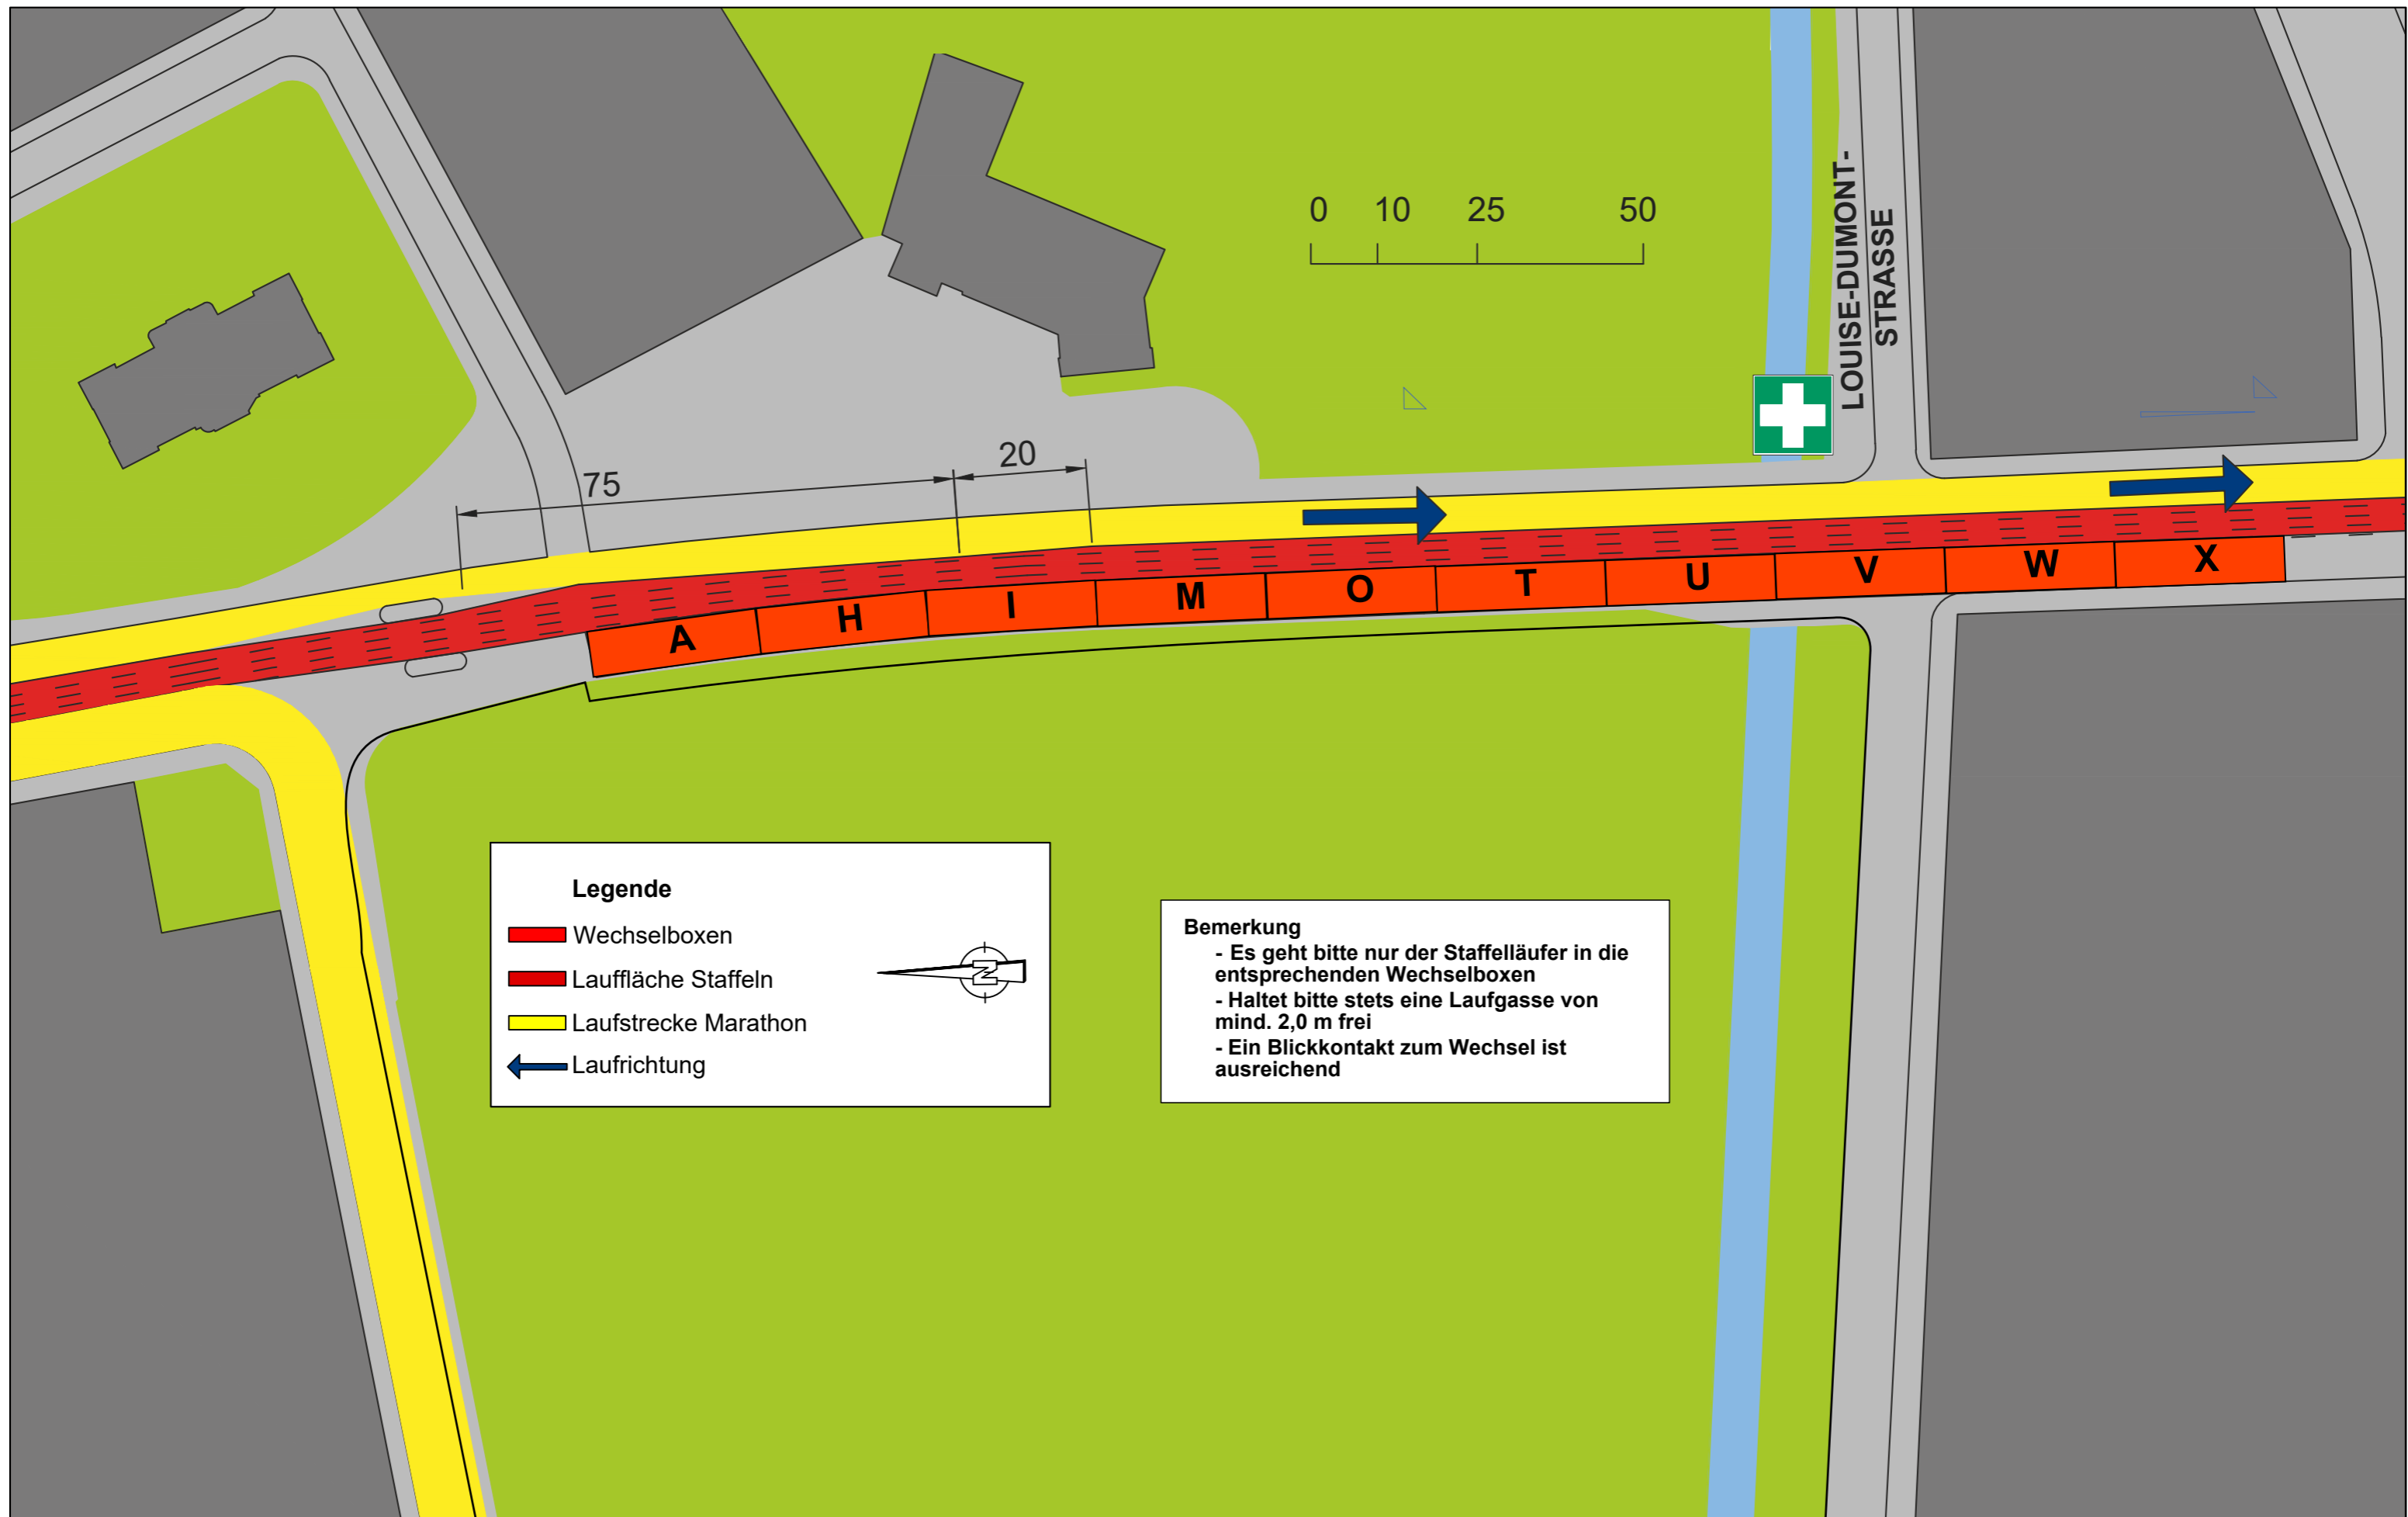 0 10 25 50
LOUISE-DUMONT-
STRASSE
75
20
A H I M O T U V W X
Legende
Wechselboxen
Lauffläche Staffeln
Laufstrecke Marathon
Laufrichtung
N
Bemerkung
- Es geht bitte nur der Staffelläufer in die
entsprechenden Wechselboxen
- Haltet bitte stets eine Laufgasse von
mind. 2,0 m frei
- Ein Blickkontakt zum Wechsel ist
ausreichend